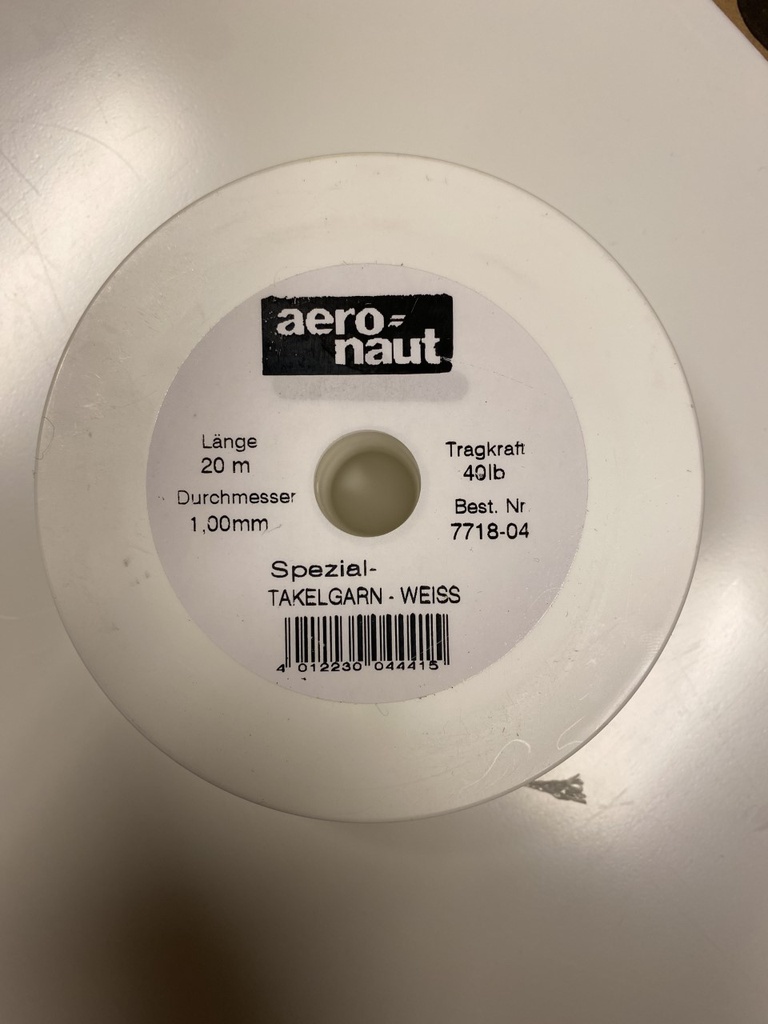 aero=
naut
Länge
20 m
Durchmesser
1,00mm
Tragkraft
40lb
Best. Nr
7718-04
Spezial-
TAKELGARN - WEISS
4 012230 044415